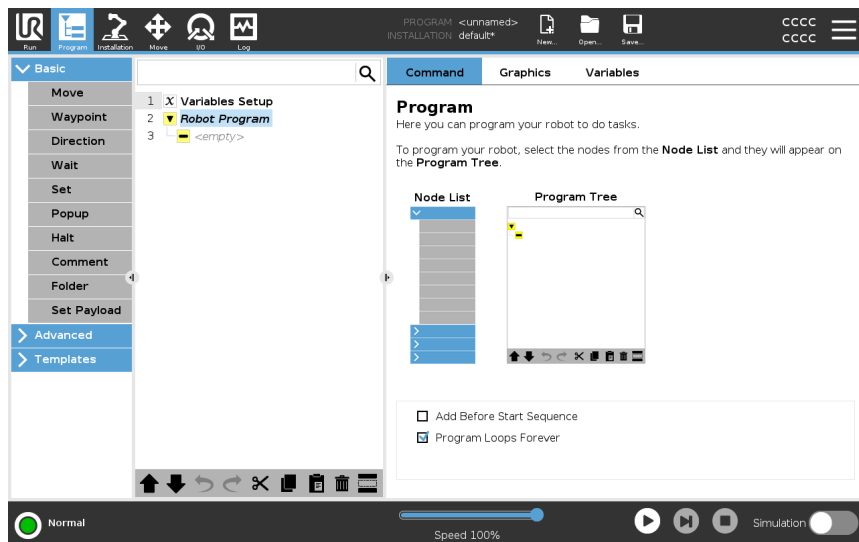 PROGRAM <unnamed>
INSTALLATION default*
Run Program Installation Move I/O Log New... Open... Save...
CCCC
CCCC
Basic
Move
Waypoint
Direction
Wait
Set
Popup
Halt
Comment
Folder
Set Payload
Advanced
Templates
1 X Variables Setup
2 Robot Program
3 <empty>
Command Graphics Variables
Program
Here you can program your robot to do tasks.
To program your robot, select the nodes from the Node List and they will appear on
the Program Tree.
Node List Program Tree
Add Before Start Sequence
Program Loops Forever
Normal
Speed 100%
Simulation